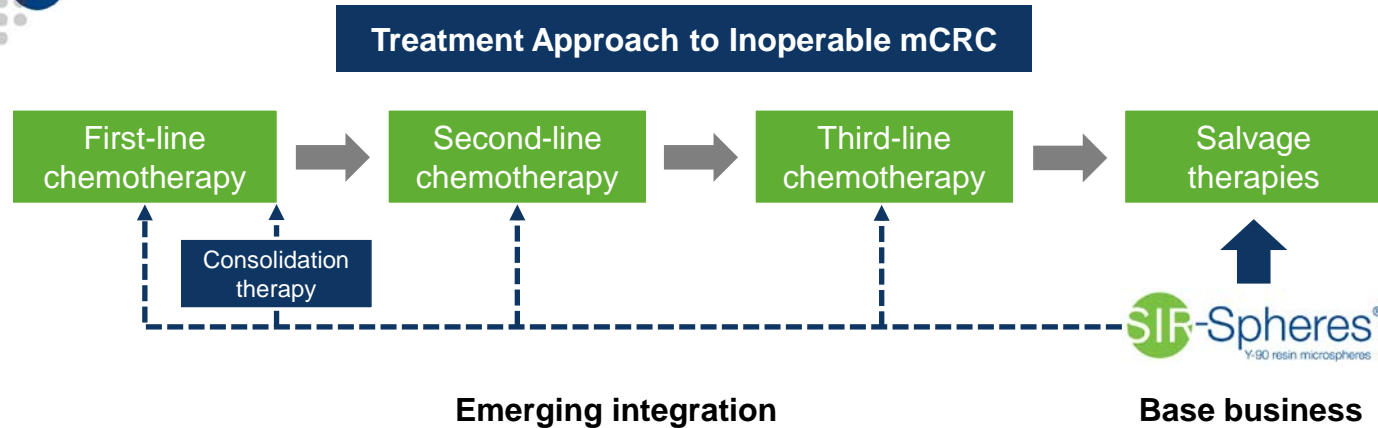 Treatment Approach to Inoperable mCRC
First-line
chemotherapy
Second-line
chemotherapy
Third-line
chemotherapy
Salvage
therapies
Consolidation
therapy
SIR-Spheres®
Y-90 resin microspheres
Emerging integration
Base business